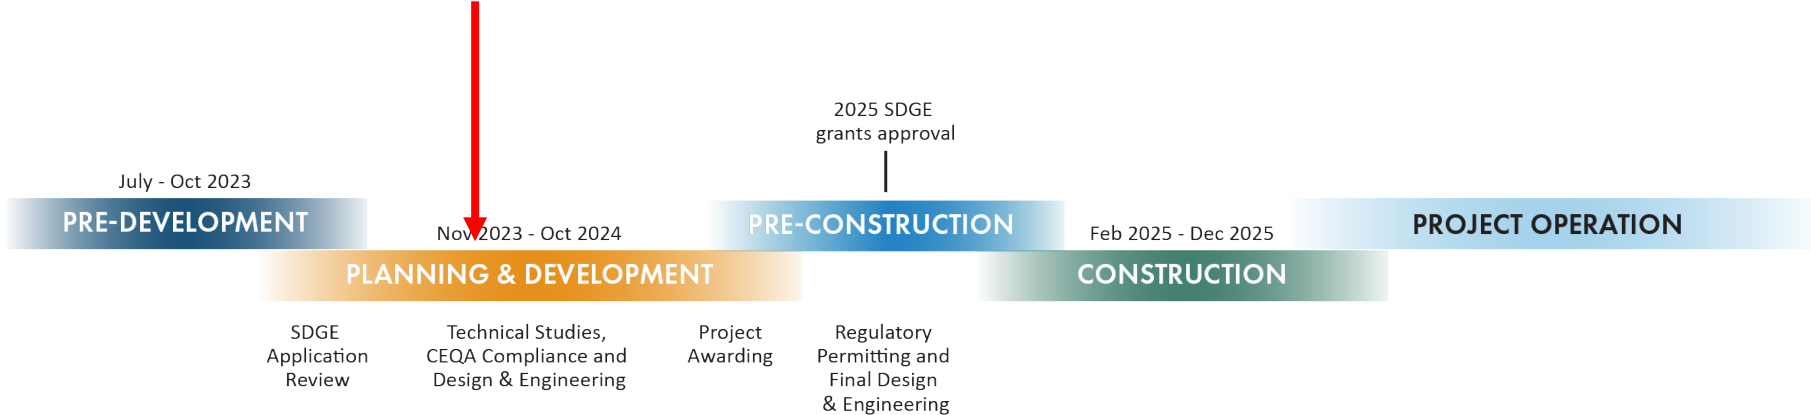 2025 SDGE
grants approval
July - Oct 2023
PRE-DEVELOPMENT
PRE-CONSTRUCTION
PROJECT OPERATION
Nov 2023 - Oct 2024
Feb 2025 - Dec 2025
PLANNING & DEVELOPMENT
CONSTRUCTION
SDGE
Application
Review
Technical Studies,
CEQA Compliance and
Design & Engineering
Project
Awarding
Regulatory
Permitting and
Final Design
& Engineering